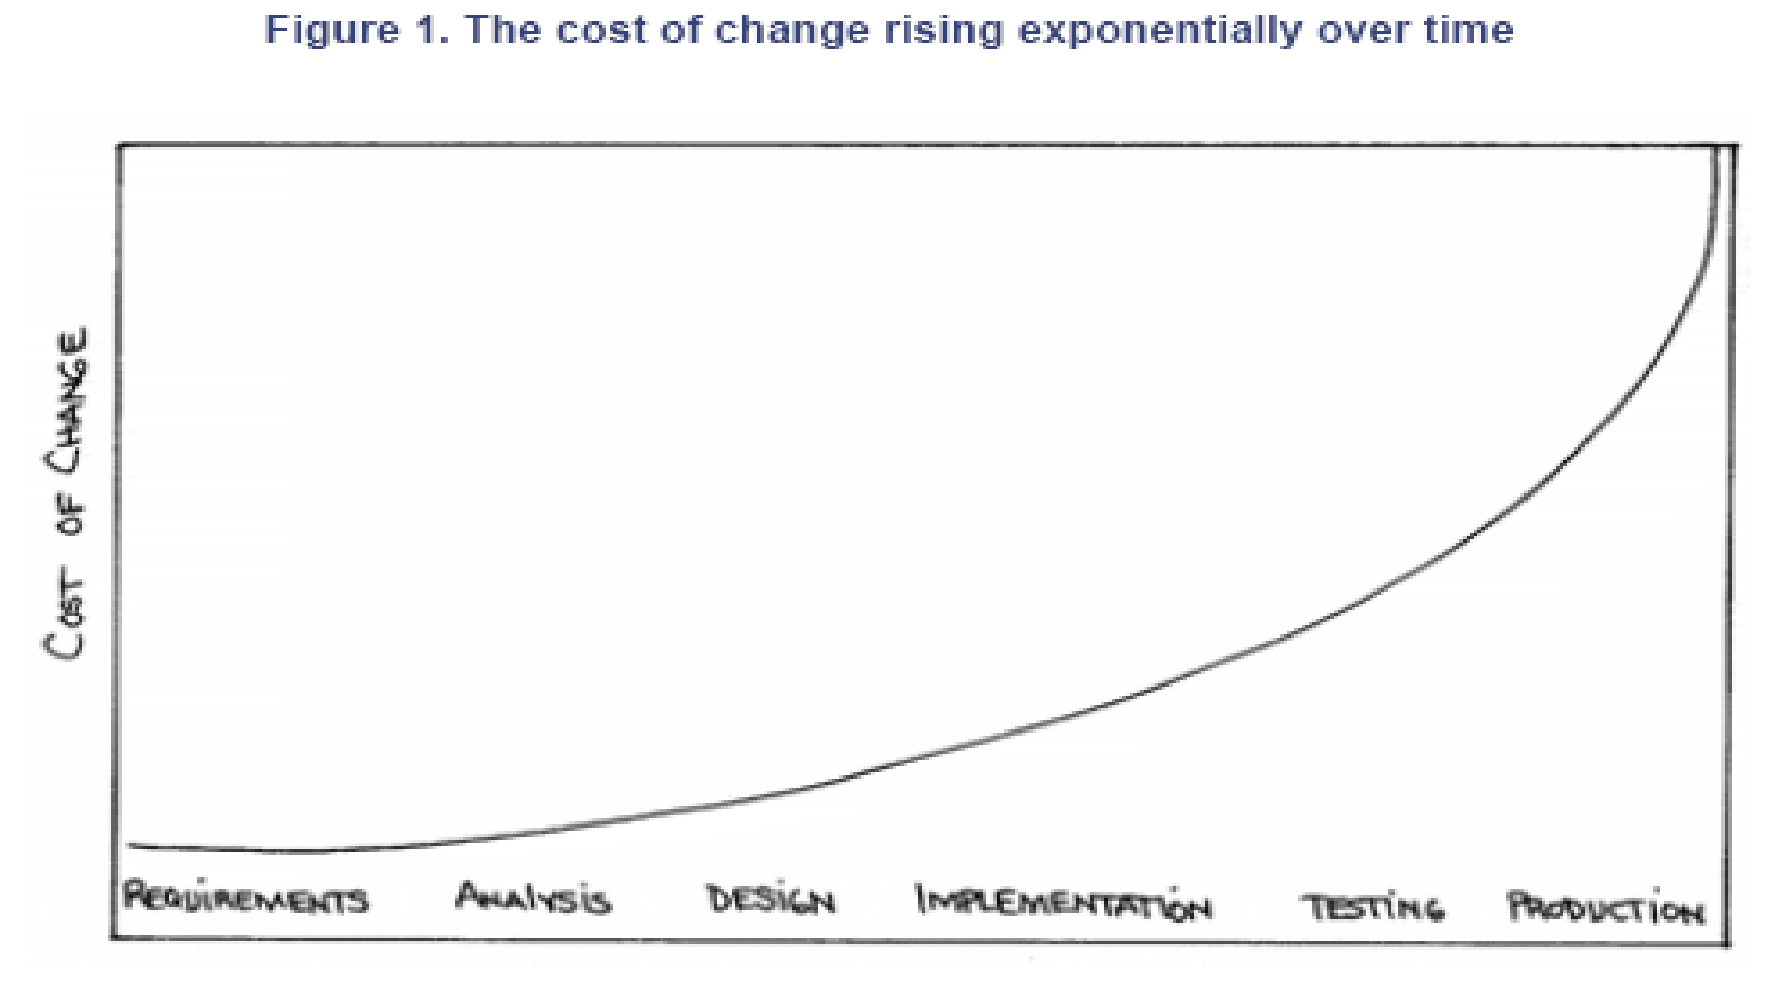 Figure 1. The cost of change rising exponentially over time
COST OF CHANGE
REQUiREMENTS ANAlYSiS DESiGN IMPLEMENTATiON TESTiNG PRODUCTiON